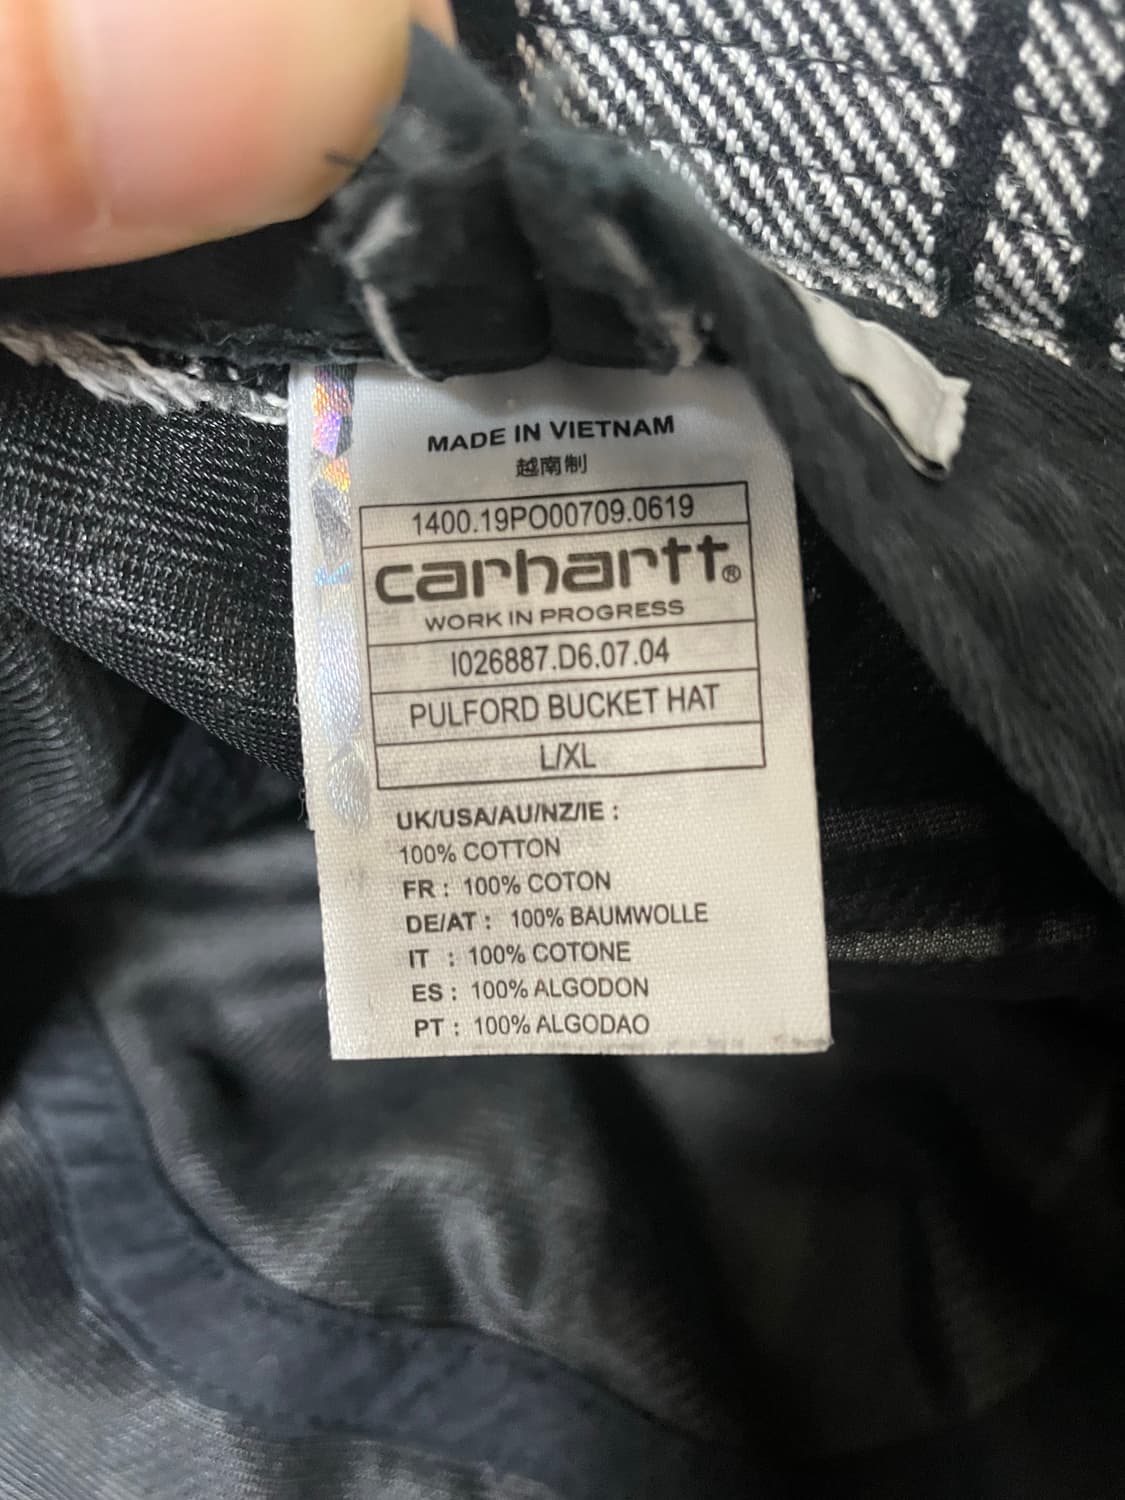 MADE IN VIETNAM
越南制
1400.19PO00709.0619
carhartt®
WORK IN PROGRESS
I026887.D6.07.04
PULFORD BUCKET HAT
L/XL
UK/USA/AU/NZ/IE :
100% COTTON
FR : 100% COTON
DE/AT : 100% BAUMWOLLE
IT : 100% COTONE
ES : 100% ALGODON
PT : 100% ALGODAO